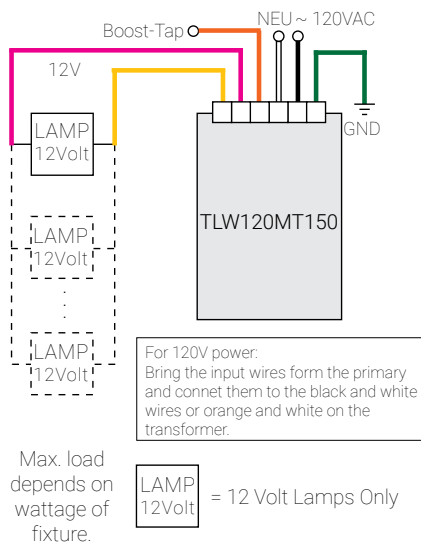 NEU ~ 120VAC
Boost-Tap
12V
GND
LAMP
12Volt
TLW120MT150
LAMP
12Volt
LAMP
12Volt
For 120V power:
Bring the input wires form the primary
and connet them to the black and white
wires or orange and white on the
transformer.
Max. load
depends on
wattage of
fixture.
LAMP
12Volt
= 12 Volt Lamps Only